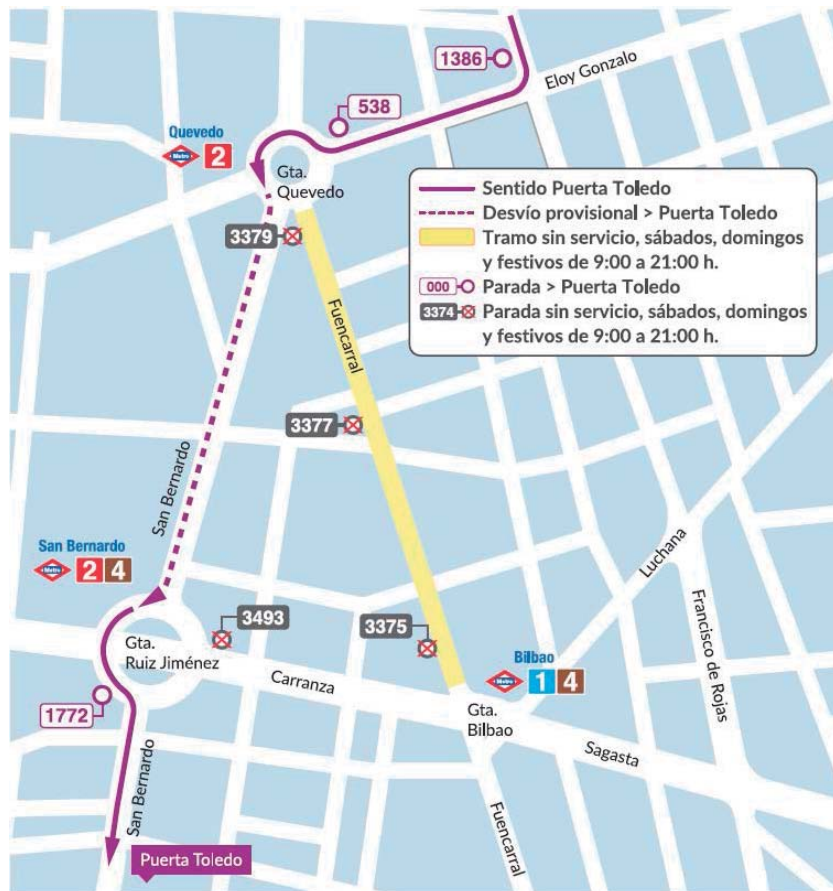 1386
Eloy Gonzalo
538
Quevedo
Metro 2
Gta.
Quevedo
Sentido Puerta Toledo
Desvío provisional > Puerta Toledo
Tramo sin servicio, sábados, domingos
y festivos de 9:00 a 21:00 h.
000 Parada > Puerta Toledo
3374 Parada sin servicio, sábados, domingos
y festivos de 9:00 a 21:00 h.
3379
Fuencarral
3377
San Bernardo
San Bernardo
Metro 2 4
Luchana
Francisco de Rojas
3493
3375
Gta.
Ruiz Jiménez
Carranza
Bilbao
Metro 1 4
Gta.
Bilbao
Sagasta
1772
San Bernardo
Fuencarral
Puerta Toledo